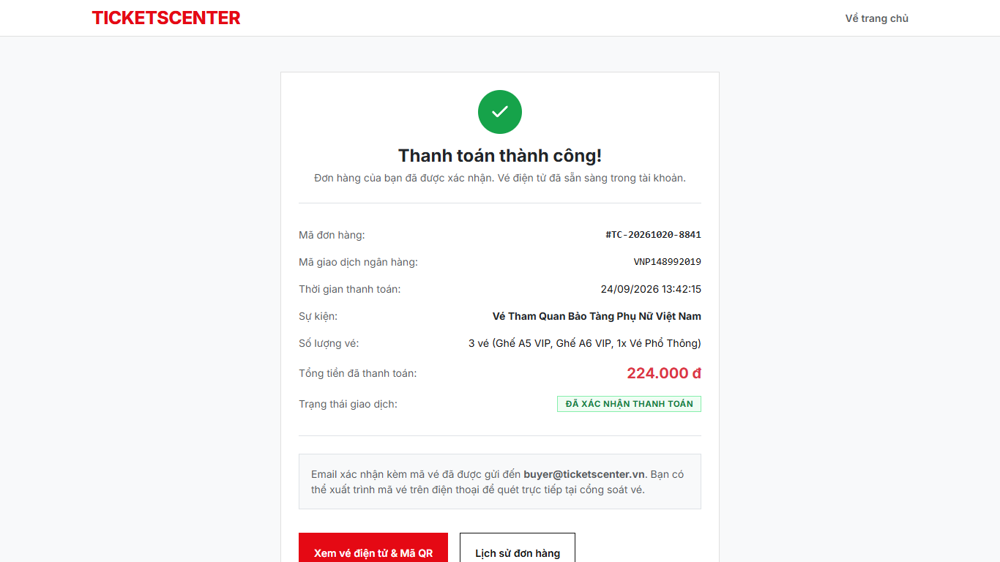 TICKETSCENTER
Về trang chủ
Thanh toán thành công!
Đơn hàng của bạn đã được xác nhận. Vé điện tử đã sẵn sàng trong tài khoản.
Mã đơn hàng: #TC-20261020-8841
Mã giao dịch ngân hàng: VNP148992019
Thời gian thanh toán: 24/09/2026 13:42:15
Sự kiện: Vé Tham Quan Bảo Tàng Phụ Nữ Việt Nam
Số lượng vé: 3 vé (Ghế A5 VIP, Ghế A6 VIP, 1x Vé Phổ Thông)
Tổng tiền đã thanh toán: 224.000 đ
Trạng thái giao dịch: ĐÃ XÁC NHẬN THANH TOÁN
Email xác nhận kèm mã vé đã được gửi đến buyer@ticketscenter.vn. Bạn có
thể xuất trình mã vé trên điện thoại để quét trực tiếp tại cổng soát vé.
Xem vé điện tử & Mã QR
Lịch sử đơn hàng